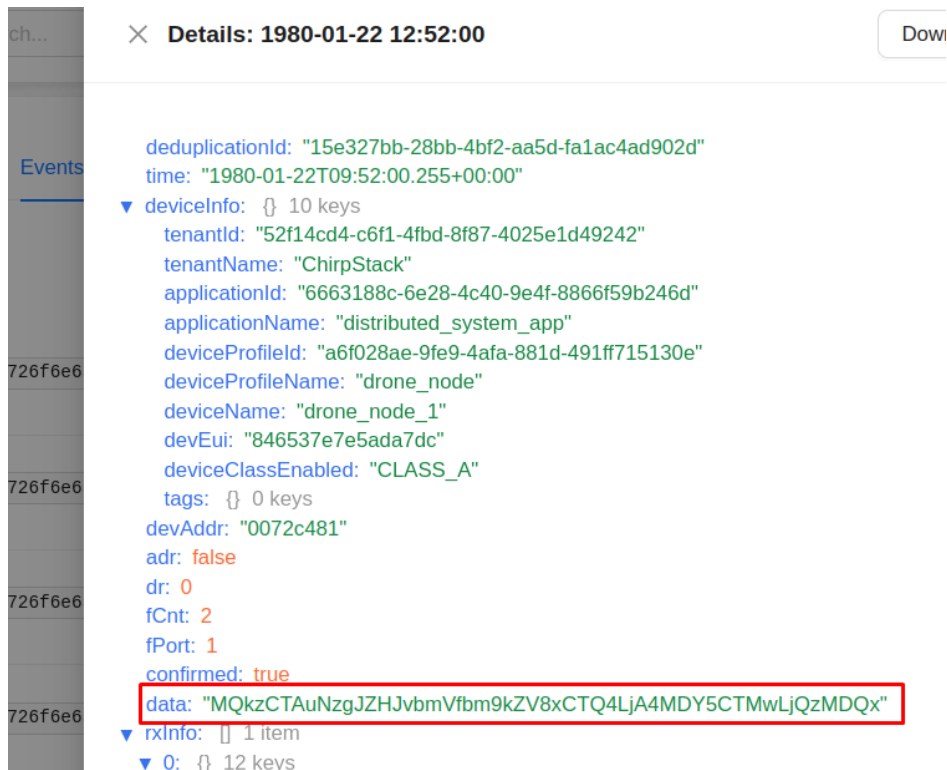 ch...
Details: 1980-01-22 12:52:00
Dow
Events
deduplicationId: "15e327bb-28bb-4bf2-aa5d-fa1ac4ad902d"
time: "1980-01-22T09:52:00.255+00:00"
▼ deviceInfo: {} 10 keys
tenantId: "52f14cd4-c6f1-4fbd-8f87-4025e1d49242"
tenantName: "ChirpStack"
applicationId: "6663188c-6e28-4c40-9e4f-8866f59b246d"
applicationName: "distributed_system_app"
deviceProfileId: "a6f028ae-9fe9-4afa-881d-491ff715130e"
726f6e6
deviceProfileName: "drone_node"
deviceName: "drone_node_1"
devEui: "846537e7e5ada7dc"
deviceClassEnabled: "CLASS_A"
726f6e6
tags: {} 0 keys
devAddr: "0072c481"
adr: false
dr: 0
726f6e6
fCnt: 2
fPort: 1
confirmed: true
data: "MQkzCTAuNzgJZHJvbmVfbm9kZV8xCTQ4LjA4MDY5CTMwLjQzMDQx"
726f6e6
▼ rxInfo: [] 1 item
▼ 0: {} 12 keys